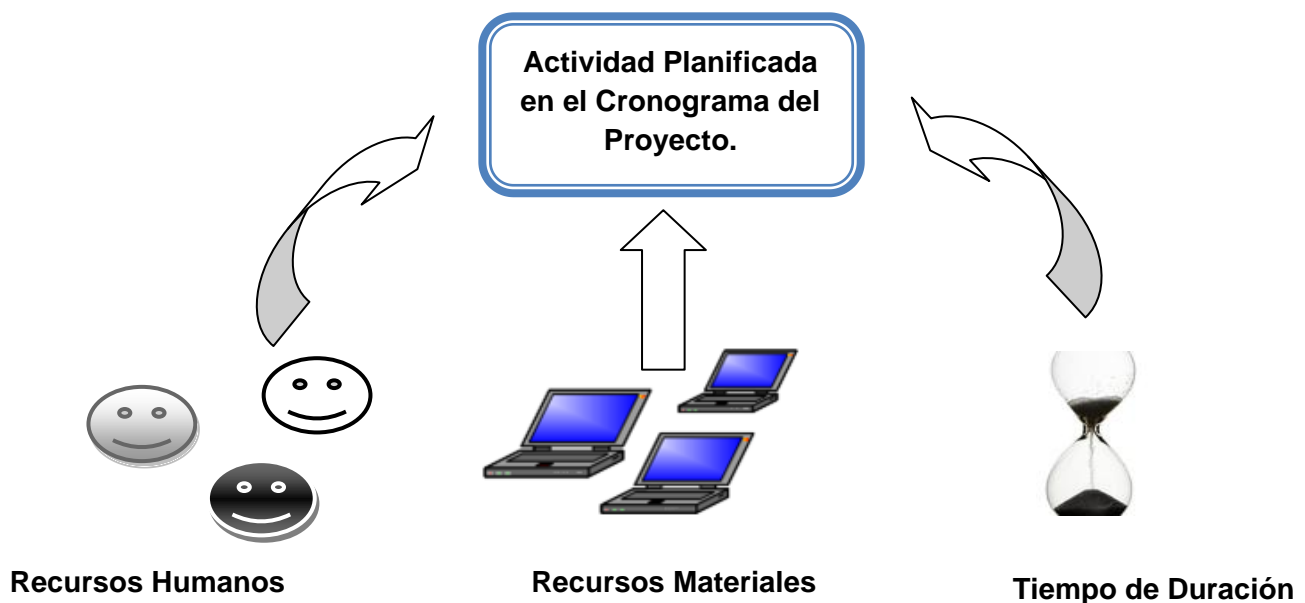 Actividad Planificada
en el Cronograma del
Proyecto.
Recursos Humanos
Recursos Materiales
Tiempo de Duración